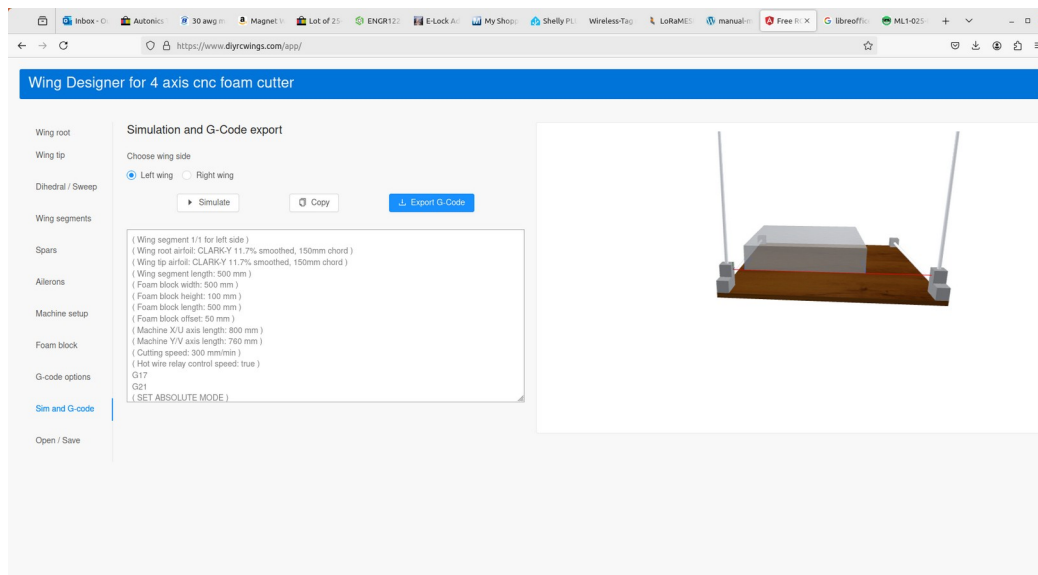 Inbox - O
Autonics
30 awg m
Magnet W
Lot of 25
ENGR122
E-Lock Ac
My Shopp
Shelly PL
Wireless-Tag
LoRaMES
manual-m
Free RC
libreoffic
ML1-025-
https://www.diyrcwings.com/app/
Wing Designer for 4 axis cnc foam cutter
Wing root
Wing tip
Dihedral / Sweep
Wing segments
Spars
Ailerons
Machine setup
Foam block
G-code options
Sim and G-code
Open / Save
Simulation and G-Code export
Choose wing side
Left wing Right wing
Simulate Copy Export G-Code
( Wing segment 1/1 for left side )
( Wing root airfoil: CLARK-Y 11.7% smoothed, 150mm chord )
( Wing tip airfoil: CLARK-Y 11.7% smoothed, 150mm chord )
( Wing segment length: 500 mm )
( Foam block width: 500 mm )
( Foam block height: 100 mm )
( Foam block length: 500 mm )
( Foam block offset: 50 mm )
( Machine X/U axis length: 800 mm )
( Machine Y/V axis length: 760 mm )
( Cutting speed: 300 mm/min )
( Hot wire relay control speed: true )
G17
G21
( SET ABSOLUTE MODE )